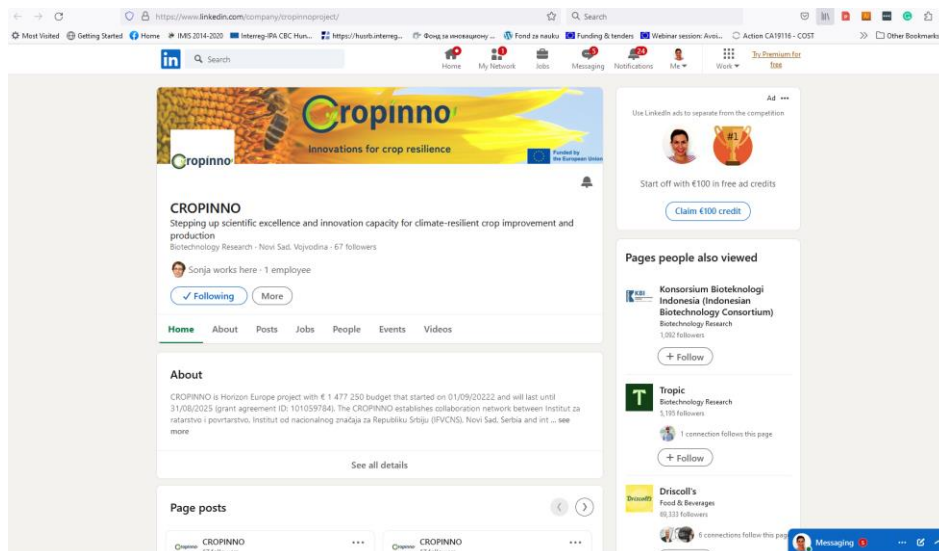 https://www.linkedin.com/company/cropinnoproject/
Search
Most Visited
Getting Started
Home
IMIS 2014-2020
Interreg-IPA CBC Hun...
https://husrb.interreg...
Фонд за иновациону ...
Fond za nauku
Funding & tenders
Webinar session: Avoi...
Action CA19116 - COST
Other Bookmarks
in
Search
Home
My Network
Jobs
Messaging
Notifications
Me
Work
Try Premium for
free
Cropinno
Innovations for crop resilience
Funded by
the European Union
Cropinno
CROPINNO
Stepping up scientific excellence and innovation capacity for climate-resilient crop improvement and
production
Biotechnology Research · Novi Sad, Vojvodina · 67 followers
Sonja works here · 1 employee
Following
More
Home About Posts Jobs People Events Videos
About
CROPINNO is Horizon Europe project with € 1 477 250 budget that started on 01/09/20222 and will last until
31/08/2025 (grant agreement ID: 101059784). The CROPINNO establishes collaboration network between Institut za
ratarstvo i povrtarstvo, Institut od nacionalnog značaja za Republiku Srbiju (IFVCNS), Novi Sad, Serbia and int ... see
more
See all details
Page posts
Cropinno
CROPINNO
Cropinno
CROPINNO
Ad
Use LinkedIn ads to separate from the competition
#1
Start off with €100 in free ad credits
Claim €100 credit
Pages people also viewed
Konsorsium Bioteknologi
Indonesia (Indonesian
Biotechnology Consortium)
Biotechnology Research
1,092 followers
+ Follow
T
Tropic
Biotechnology Research
5,195 followers
1 connection follows this page
+ Follow
Driscoll's
Driscoll's
Food & Beverages
89,333 followers
6 connections follow this page
Messaging